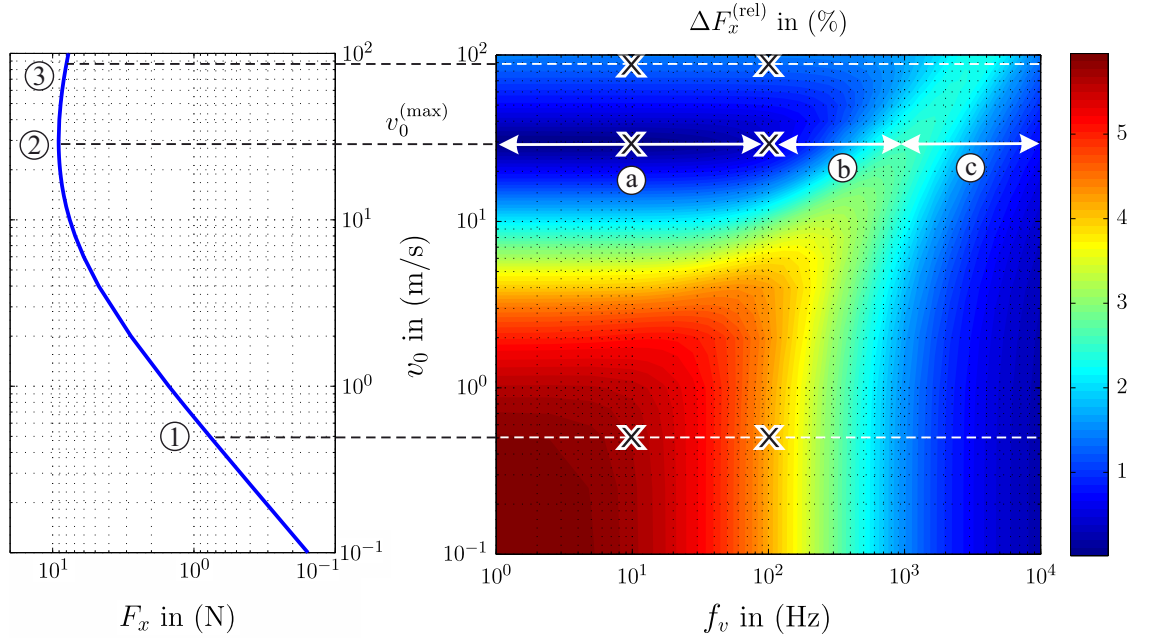 ΔF_x^(rel) in (%)
10^2
10^1
10^0
10^-1
③
②
①
v_0^(max)
v_0 in (m/s)
10^1
10^0
10^-1
F_x in (N)
10^2
10^1
10^0
10^-1
X X
X X
ⓐ ⓑ ⓒ
X X
10^0
10^1
10^2
10^3
10^4
f_v in (Hz)
5
4
3
2
1